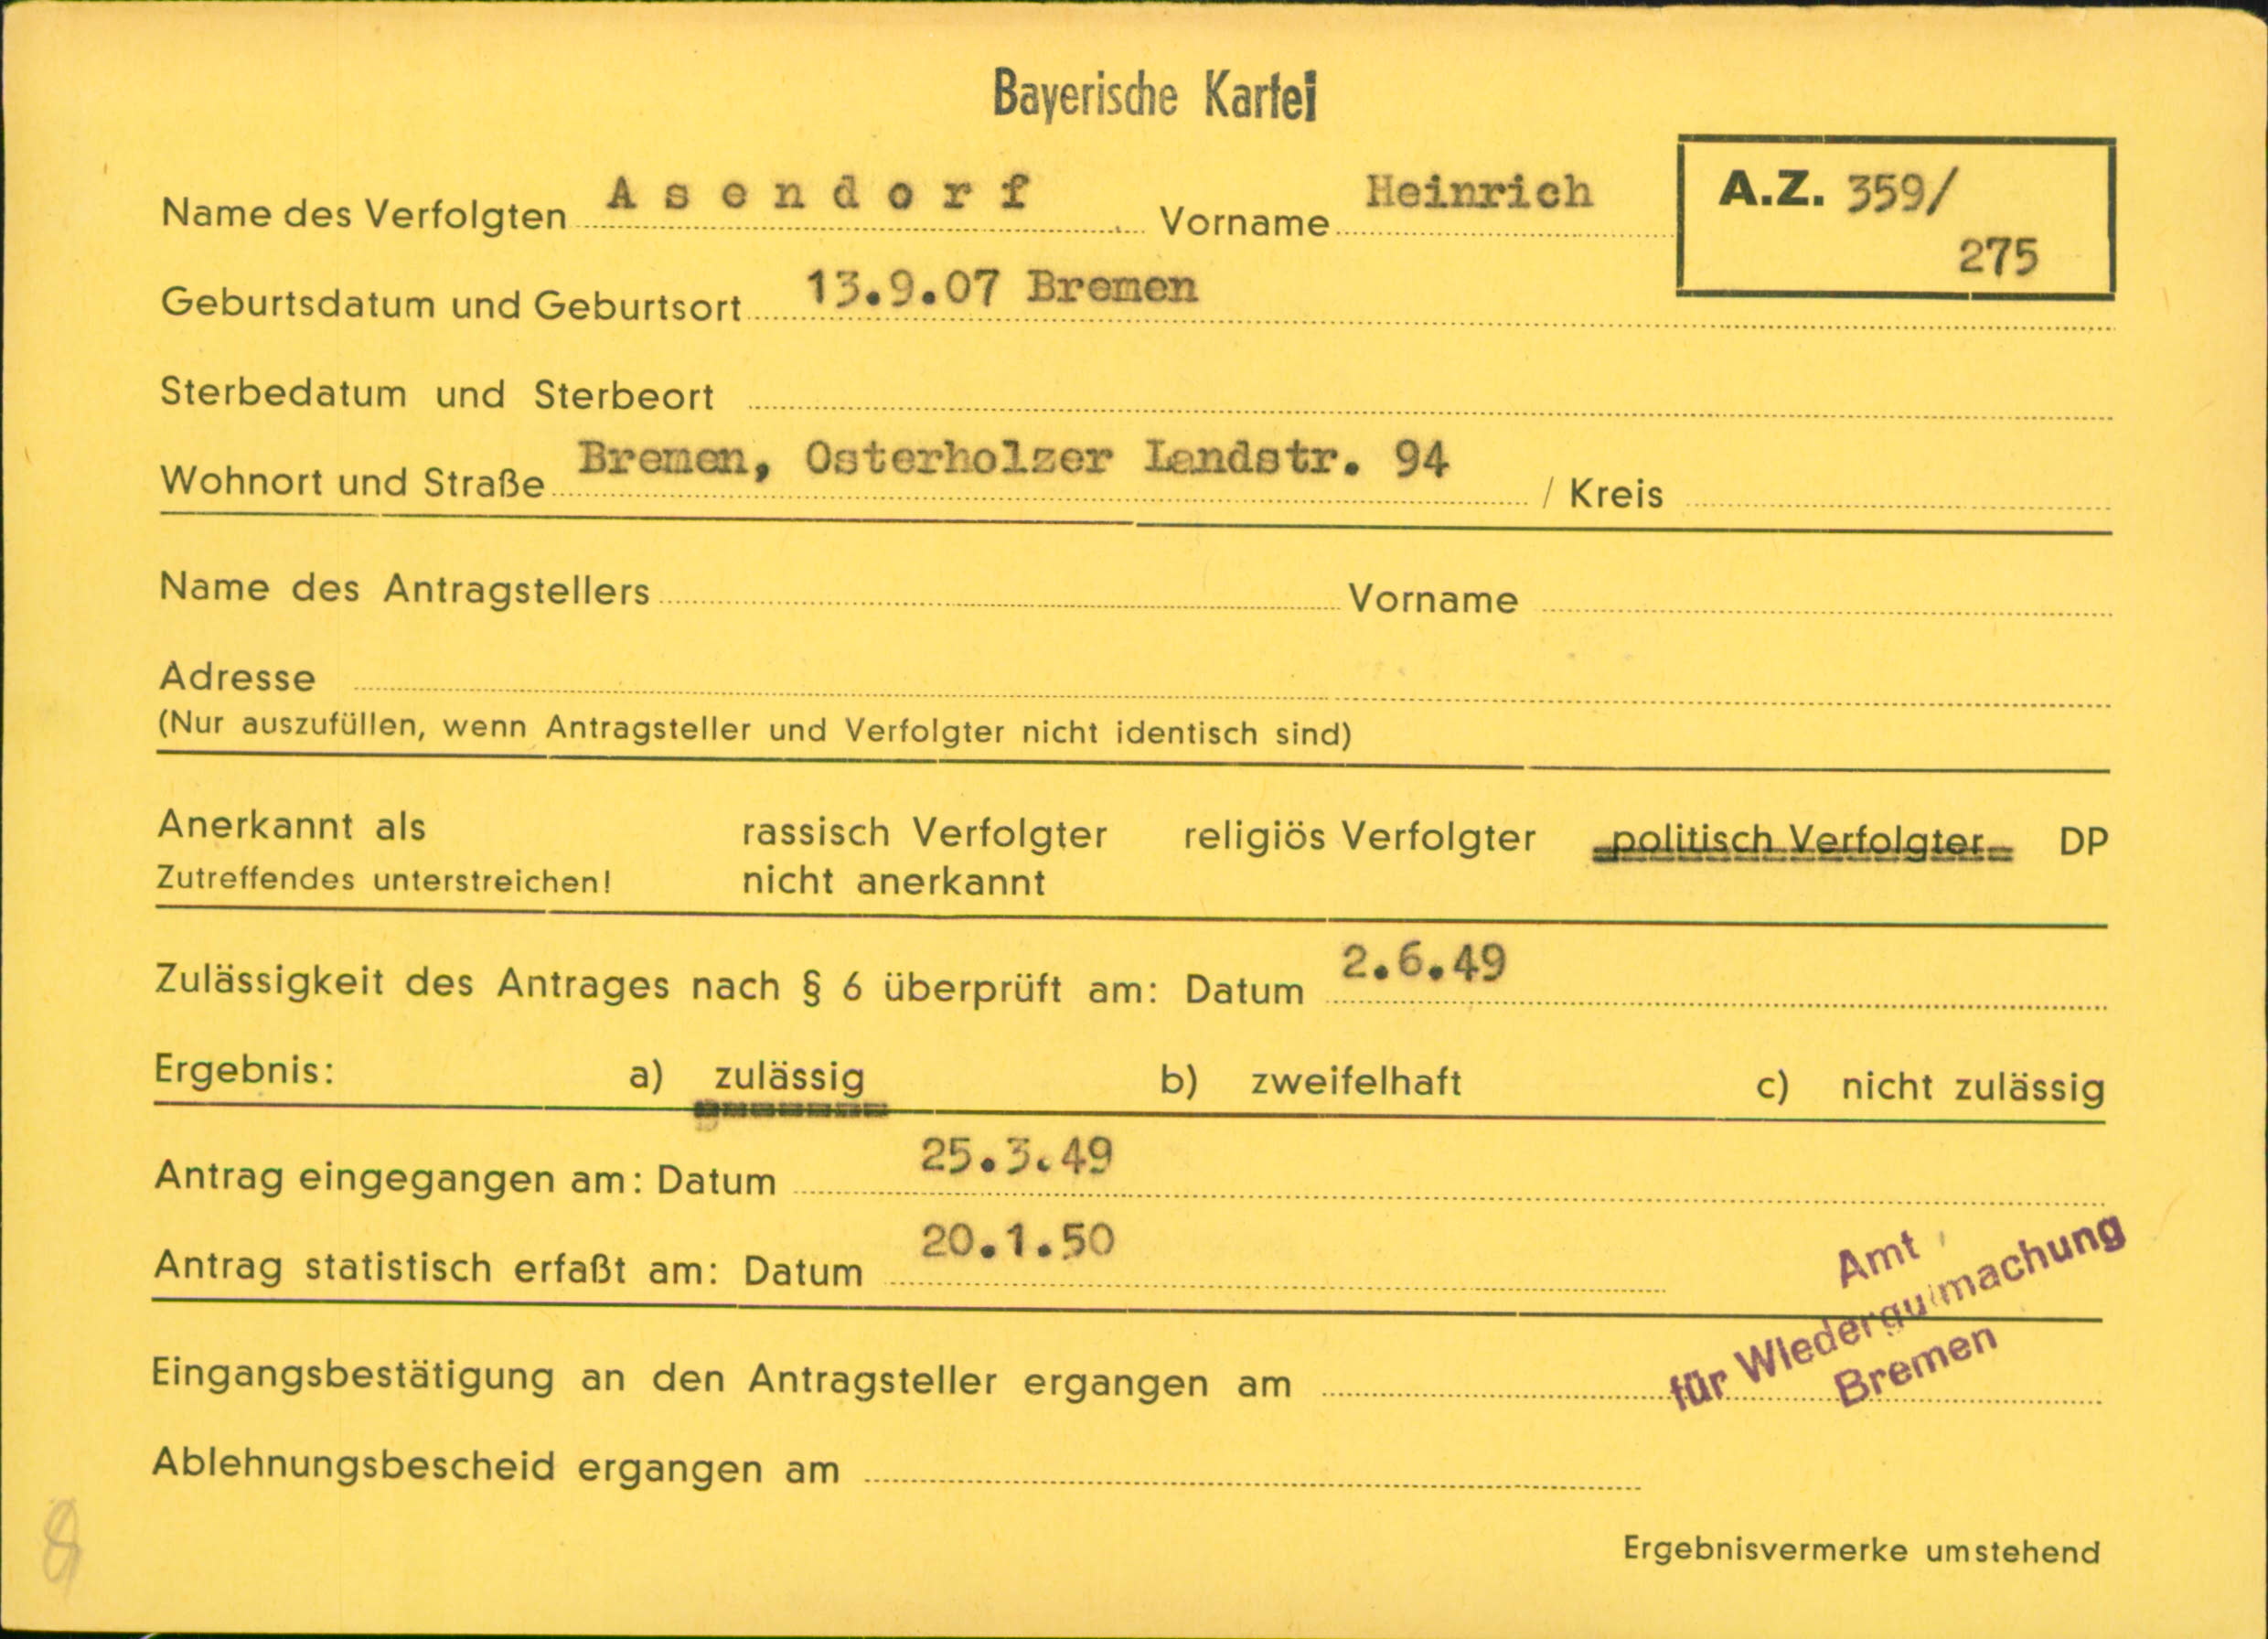 Bayerische Kartei
Name des Verfolgten Asendorf Vorname Heinrich
A.Z. 359/
275
Geburtsdatum und Geburtsort 13.9.07 Bremen
Sterbedatum und Sterbeort
Wohnort und Straße Bremen, Osterholzer Landstr. 94 / Kreis
Name des Antragstellers Vorname
Adresse
(Nur auszufüllen, wenn Antragsteller und Verfolgter nicht identisch sind)
Anerkannt als rassisch Verfolgter religiös Verfolgter politisch Verfolgter DP
Zutreffendes unterstreichen! nicht anerkannt
Zulässigkeit des Antrages nach § 6 überprüft am: Datum 2.6.49
Ergebnis: a) zulässig b) zweifelhaft c) nicht zulässig
Antrag eingegangen am: Datum 25.3.49
Antrag statistisch erfaßt am: Datum 20.1.50
Amt
für Wiedergutmachung
Bremen
Eingangsbestätigung an den Antragsteller ergangen am
Ablehnungsbescheid ergangen am
Ergebnisvermerke umstehend